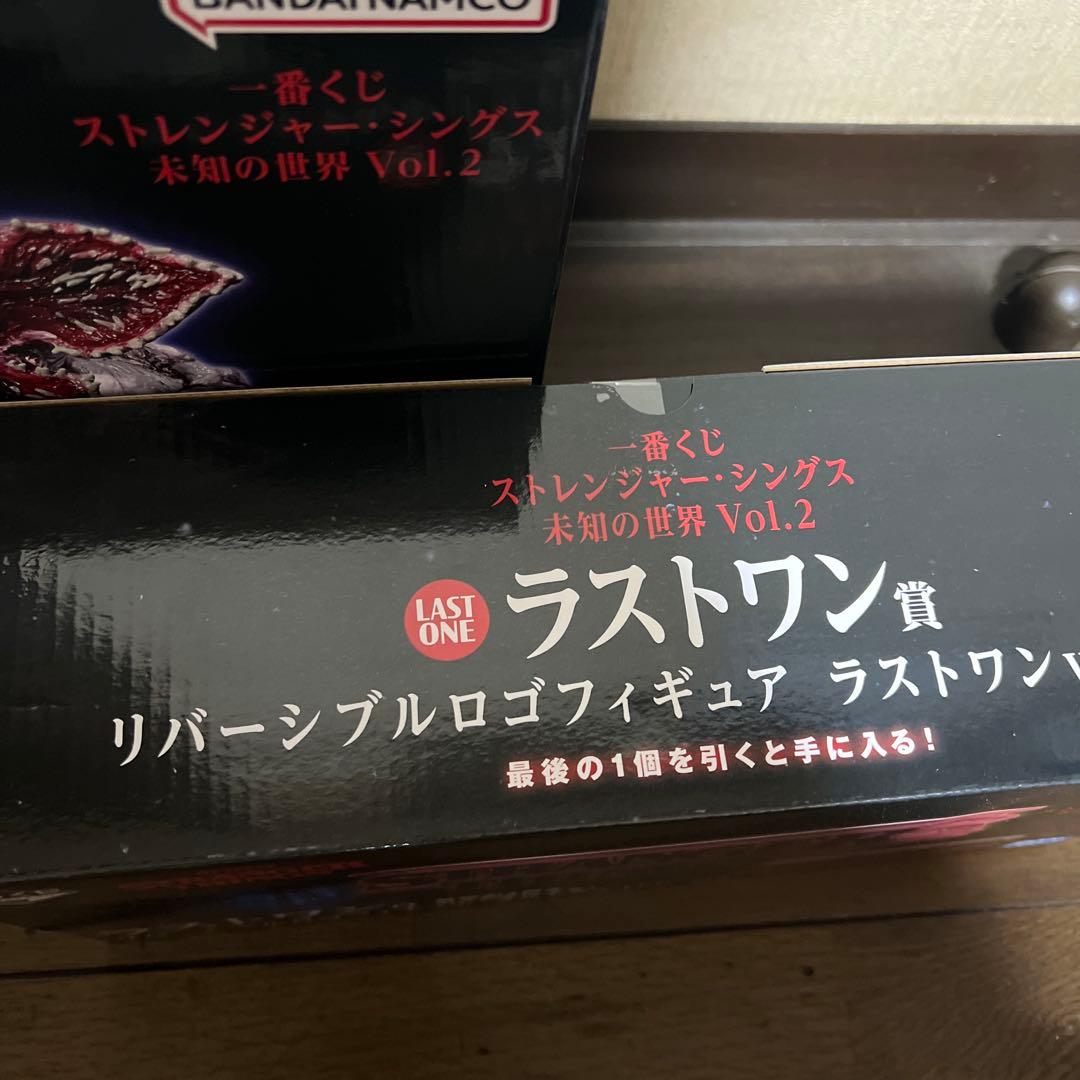 BANDAI NAMCO
一番くじ
ストレンジャー・シングス
未知の世界 Vol.2
一番くじ
ストレンジャー・シングス
未知の世界 Vol.2
LAST
ONE
ラストワン賞
リバーシブルロゴフィギュア ラストワン
最後の1個を引くと手に入る!